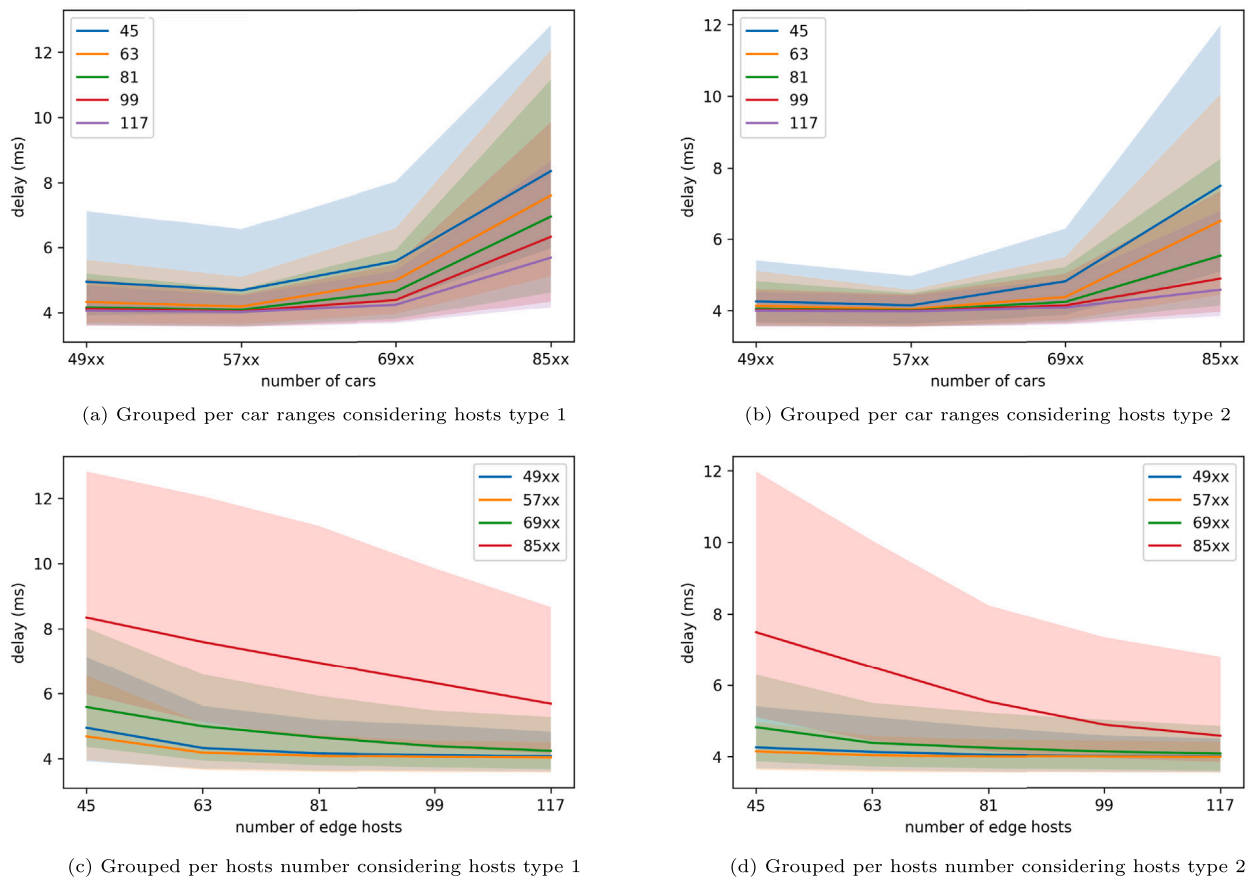 45
63
81
99
117
12
10
8
6
4
delay (ms)
49xx 57xx 69xx 85xx
number of cars
(a) Grouped per car ranges considering hosts type 1
45
63
81
99
117
12
10
8
6
4
delay (ms)
49xx 57xx 69xx 85xx
number of cars
(b) Grouped per car ranges considering hosts type 2
49xx
57xx
69xx
85xx
12
10
8
6
4
delay (ms)
45 63 81 99 117
number of edge hosts
(c) Grouped per hosts number considering hosts type 1
49xx
57xx
69xx
85xx
12
10
8
6
4
delay (ms)
45 63 81 99 117
number of edge hosts
(d) Grouped per hosts number considering hosts type 2